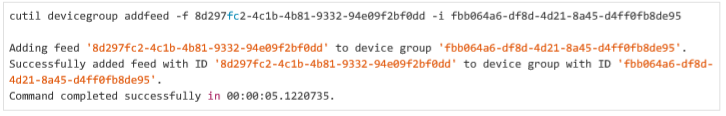 cutil devicegroup addfeed -f 8d297fc2-4c1b-4b81-9332-94e09f2bf0dd -i fbb064a6-df8d-4d21-8a45-d4ff0fb8de95
Adding feed '8d297fc2-4c1b-4b81-9332-94e09f2bf0dd' to device group 'fbb064a6-df8d-4d21-8a45-d4ff0fb8de95'.
Successfully added feed with ID '8d297fc2-4c1b-4b81-9332-94e09f2bf0dd' to device group with ID 'fbb064a6-df8d-
4d21-8a45-d4ff0fb8de95'.
Command completed successfully in 00:00:05.1220735.